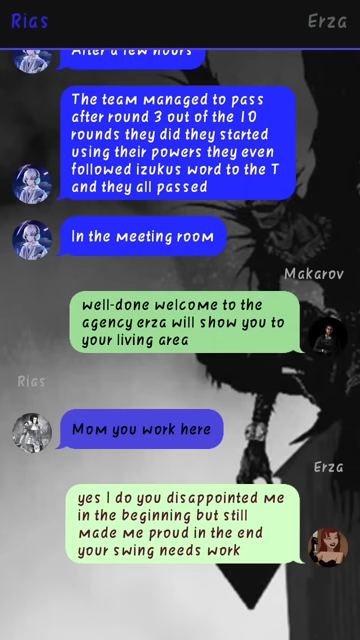 Rias
Erza
After a few hours
The team managed to pass
after round 3 out of the 10
rounds they did they started
using their powers they even
followed izukus word to the T
and they all passed
In the meeting room
Makarov
well-done welcome to the
agency erza will show you to
your living area
Rias
Mom you work here
Erza
yes I do you disappointed me
in the beginning but still
made me proud in the end
your swing needs work